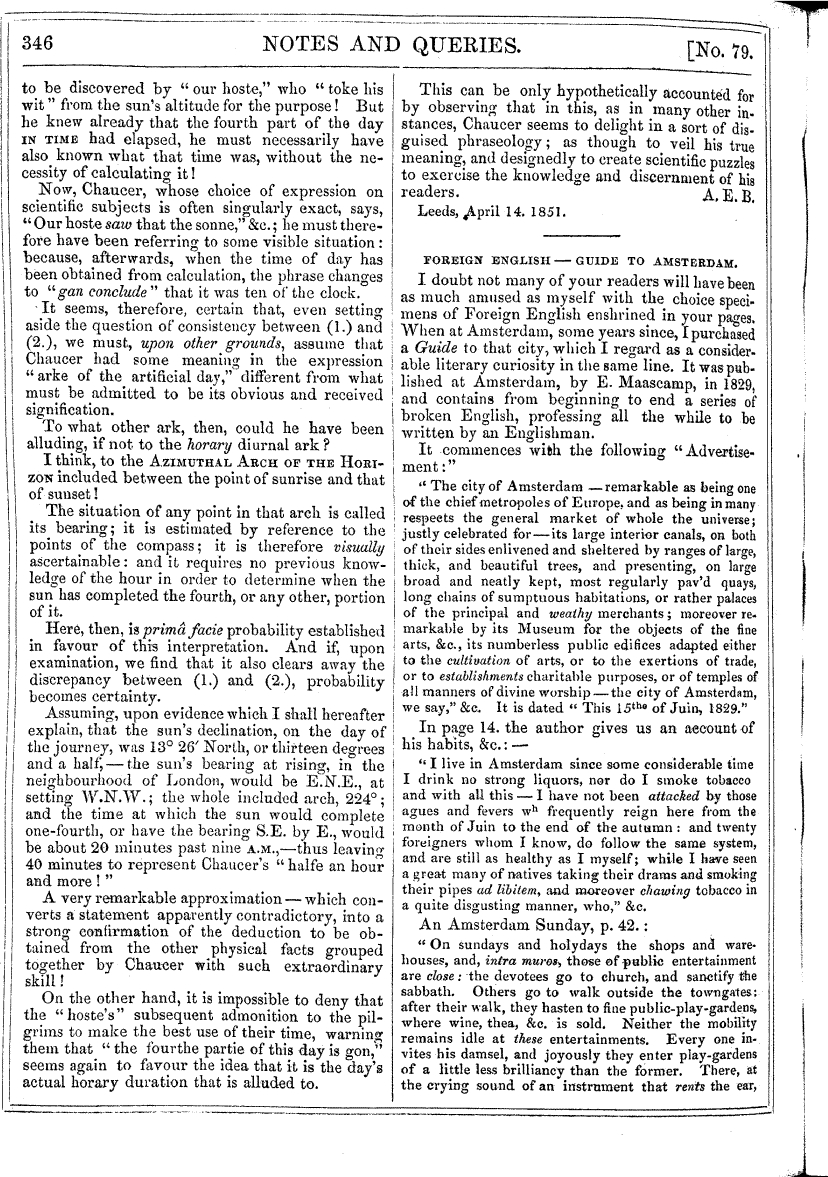 346 NOTES AND QUERIES. [No. 79.
to be discovered by “our hoste,” who “toke his
wit” from the sun's altitude for the purpose! But
he knew already that the fourth part of the day
IN TIME had elapsed, he must necessarily have
also known what that time was, without the ne-
cessity of calculating it!
Now, Chaucer, whose choice of expression on
scientific subjects is often singularly exact, says,
“Our hoste saw that the sonne,” &c.; he must there-
fore have been referring to some visible situation:
because, afterwards, when the time of day has
been obtained from calculation, the phrase changes
to “gan conclude” that it was ten of the clock.
It seems, therefore, certain that, even setting
aside the question of consistency between (1.) and
(2.), we must, upon other grounds, assume that
Chaucer had some meaning in the expression
“arke of the artificial day,” different from what
must be admitted to be its obvious and received
signification.
To what other ark, then, could he have been
alluding, if not to the horary diurnal ark?
I think, to the AZIMUTHAL ARCH OF THE HORI-
ZON included between the point of sunrise and that
of sunset!
The situation of any point in that arch is called
its bearing; it is estimated by reference to the
points of the compass; it is therefore visually
ascertainable: and it requires no previous know-
ledge of the hour in order to determine when the
sun has completed the fourth, or any other, portion
of it.
Here, then, is primâ facie probability established
in favour of this interpretation. And if, upon
examination, we find that it also clears away the
discrepancy between (1.) and (2.), probability
becomes certainty.
Assuming, upon evidence which I shall hereafter
explain, that the sun's declination, on the day of
the journey, was 13° 26′ North, or thirteen degrees
and a half,—the sun's bearing at rising, in the
neighbourhood of London, would be E.N.E., at
setting W.N.W.; the whole included arch, 224°;
and the time at which the sun would complete
one-fourth, or have the bearing S.E. by E., would
be about 20 minutes past nine A.M.,—thus leaving
40 minutes to represent Chaucer's “halfe an hour
and more!”
A very remarkable approximation—which con-
verts a statement apparently contradictory, into a
strong confirmation of the deduction to be ob-
tained from the other physical facts grouped
together by Chaucer with such extraordinary
skill!
On the other hand, it is impossible to deny that
the “hoste's” subsequent admonition to the pil-
grims to make the best use of their time, warning
them that “the fourthe partie of this day is gon,”
seems again to favour the idea that it is the day's
actual horary duration that is alluded to.
This can be only hypothetically accounted for
by observing that in this, as in many other in-
stances, Chaucer seems to delight in a sort of dis-
guised phraseology; as though to veil his true
meaning, and designedly to create scientific puzzles
to exercise the knowledge and discernment of his
readers. A. E. B.
Leeds, April 14. 1851.
FOREIGN ENGLISH — GUIDE TO AMSTERDAM.
I doubt not many of your readers will have been
as much amused as myself with the choice speci-
mens of Foreign English enshrined in your pages.
When at Amsterdam, some years since, I purchased
a Guide to that city, which I regard as a consider-
able literary curiosity in the same line. It was pub-
lished at Amsterdam, by E. Maascamp, in 1829,
and contains from beginning to end a series of
broken English, professing all the while to be
written by an Englishman.
It commences with the following “Advertise-
ment:”
“The city of Amsterdam —remarkable as being one
of the chief metropoles of Europe, and as being in many
respects the general market of whole the universe;
justly celebrated for—its large interior canals, on both
of their sides enlivened and sheltered by ranges of large,
thick, and beautiful trees, and presenting, on large
broad and neatly kept, most regularly pav'd quays,
long chains of sumptuous habitations, or rather palaces
of the principal and weathy merchants; moreover re-
markable by its Museum for the objects of the fine
arts, &c., its numberless public edifices adapted either
to the cultivation of arts, or to the exertions of trade,
or to establishments charitable purposes, or of temples of
all manners of divine worship—the city of Amsterdam,
we say,” &c. It is dated “This 15the of Juin, 1829.”
In page 14. the author gives us an account of
his habits, &c.:—
“I live in Amsterdam since some considerable time
I drink no strong liquors, nor do I smoke tobacco
and with all this—I have not been attacked by those
agues and fevers wh frequently reign here from the
month of Juin to the end of the autumn: and twenty
foreigners whom I know, do follow the same system,
and are still as healthy as I myself; while I have seen
a great many of natives taking their drams and smoking
their pipes ad libitem, and moreover chawing tobacco in
a quite disgusting manner, who,” &c.
An Amsterdam Sunday, p. 42.:
“On sundays and holydays the shops and ware-
houses, and, intra muros, those of public entertainment
are close: the devotees go to church, and sanctify the
sabbath. Others go to walk outside the towngates:
after their walk, they hasten to fine public-play-gardens,
where wine, thea, &c. is sold. Neither the mobility
remains idle at these entertainments. Every one in-
vites his damsel, and joyously they enter play-gardens
of a little less brilliancy than the former. There, at
the crying sound of an instrument that rents the ear,